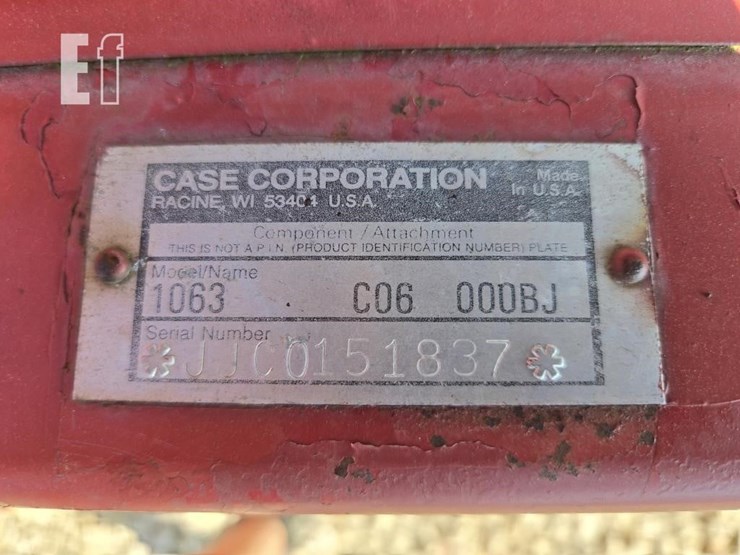 Ef
CASE CORPORATION
Made
RACINE, WI 53404 U.S.A.
In U.S.A.
Component / Attachment
THIS IS NOT A P.I.N. (PRODUCT IDENTIFICATION NUMBER) PLATE
Model/Name
1063 C06 000BJ
Serial Number
* JJC0151837 *